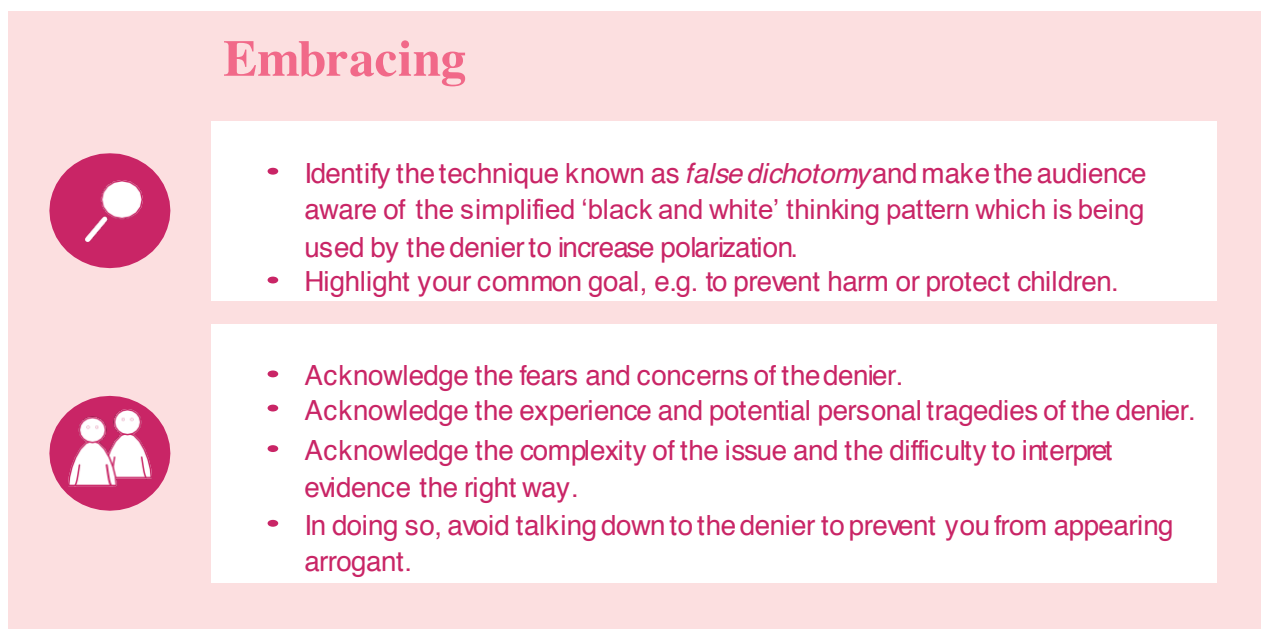 Embracing
• Identify the technique known as false dichotomy and make the audience
aware of the simplified ‘black and white’ thinking pattern which is being
used by the denier to increase polarization.
• Highlight your common goal, e.g. to prevent harm or protect children.
• Acknowledge the fears and concerns of the denier.
• Acknowledge the experience and potential personal tragedies of the denier.
• Acknowledge the complexity of the issue and the difficulty to interpret
evidence the right way.
• In doing so, avoid talking down to the denier to prevent you from appearing
arrogant.